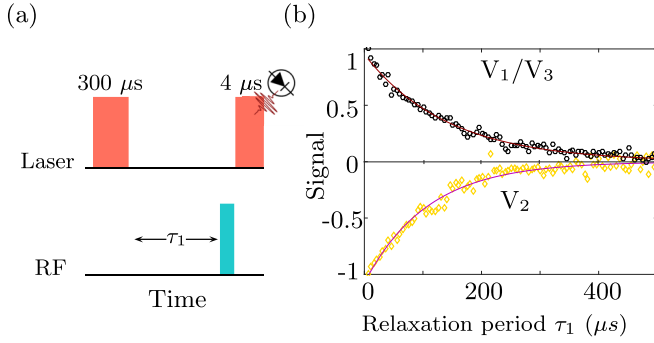 (a)
300 μs
4 μs
Laser
τ₁
RF
Time
(b)
Signal
1
0.5
0
-0.5
-1
V₁/V₃
V₂
0
200
400
Relaxation period τ₁ (μs)